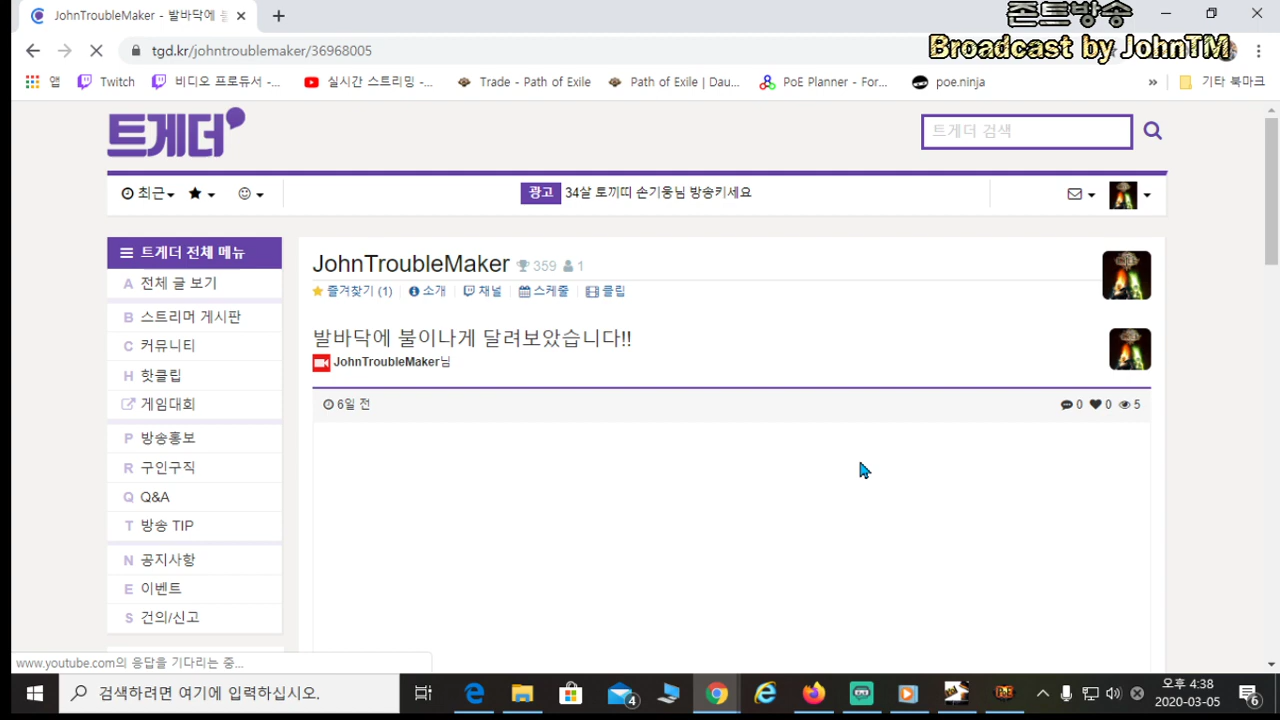 JohnTroubleMaker - 발바닥에 불
존트방송
tgd.kr/johntroublemaker/36968005
Broadcast by JohnTM
앱
Twitch
비디오 프로듀서 -...
실시간 스트리밍 -...
Trade - Path of Exile
Path of Exile | Dau...
PoE Planner - For...
poe.ninja
»
기타 북마크
트게더
트게더 검색
최근
광고 34살 토끼띠 손기웅님 방송키세요
트게더 전체 메뉴
A 전체 글 보기
B 스트리머 게시판
C 커뮤니티
H 핫클립
게임대회
P 방송홍보
R 구인구직
Q Q&A
T 방송 TIP
N 공지사항
E 이벤트
S 건의/신고
JohnTroubleMaker 359 1
즐겨찾기 (1) 소개 채널 스케줄 클립
발바닥에 불이나게 달려보았습니다!!
JohnTroubleMaker님
6일 전
0 0 5
www.youtube.com의 응답을 기다리는 중...
검색하려면 여기에 입력하십시오.
4
오후 4:38
2020-03-05
6